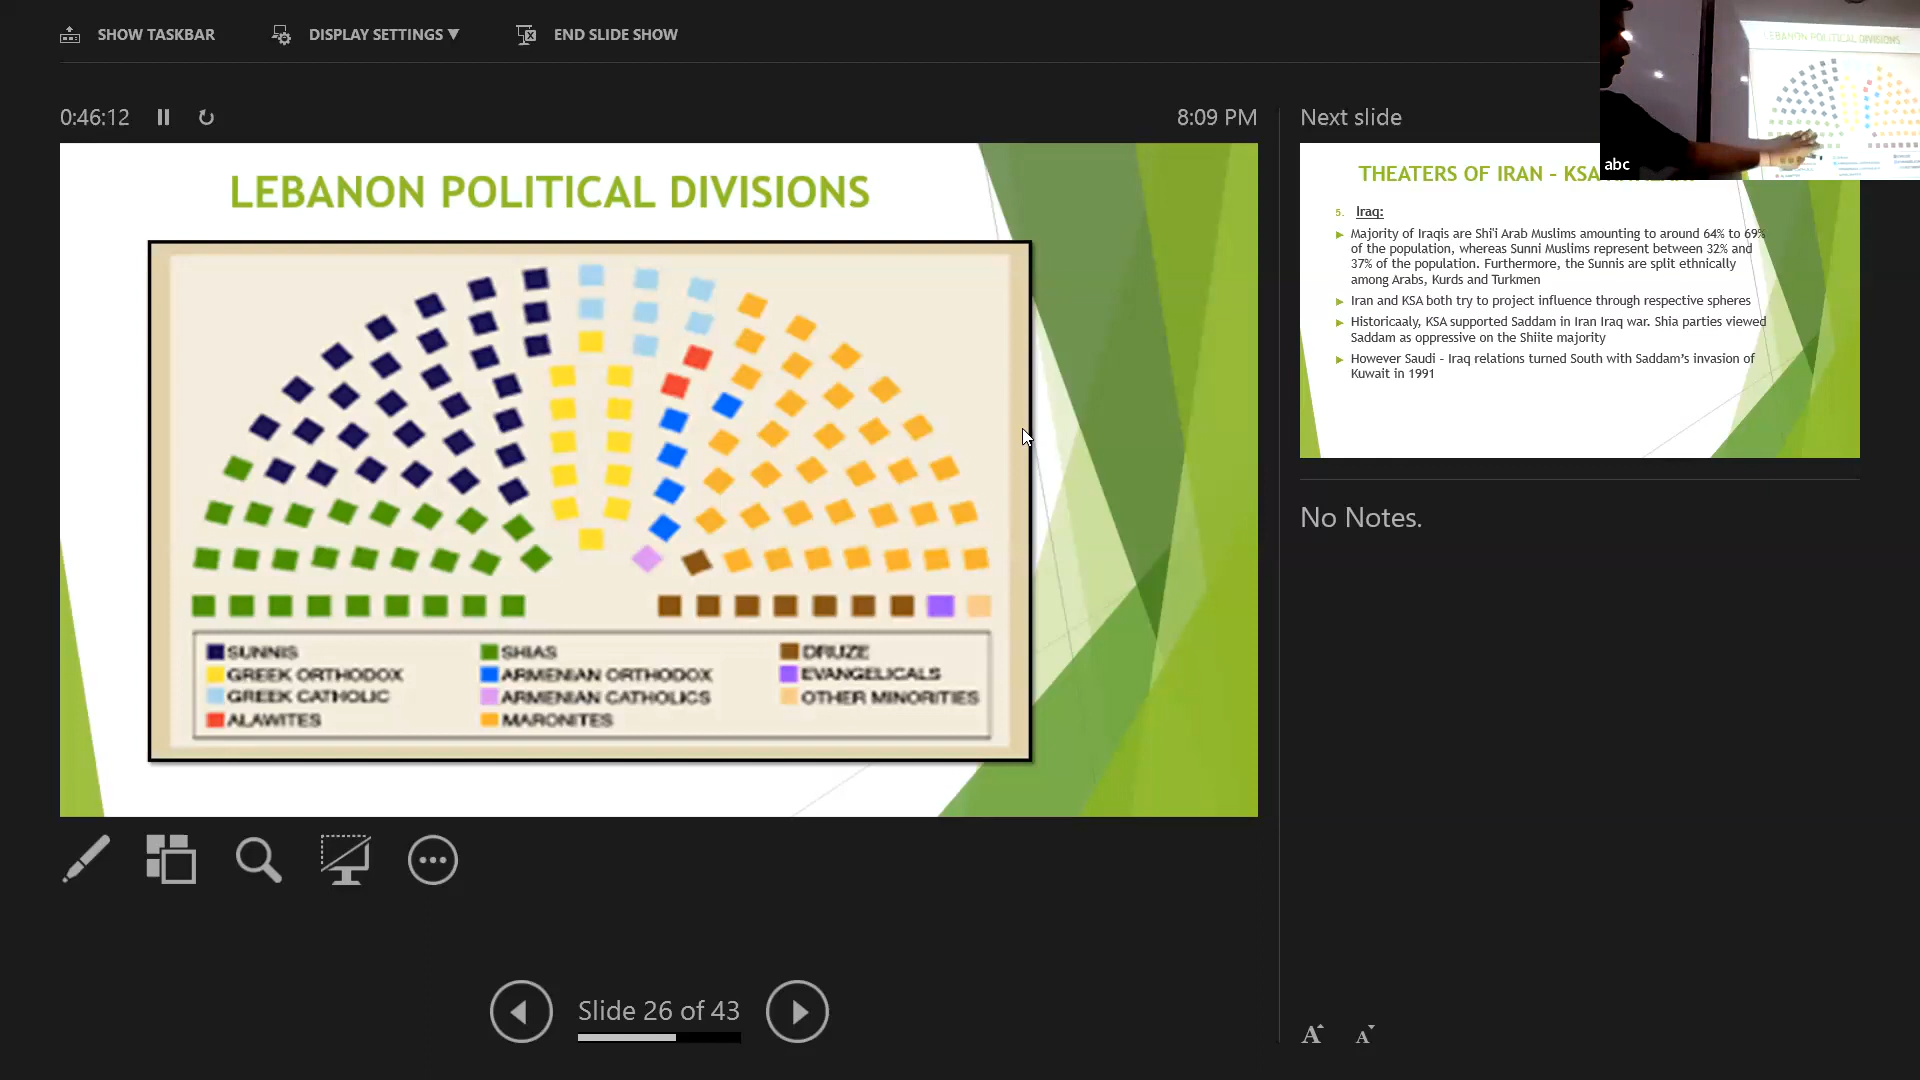 SHOW TASKBAR
DISPLAY SETTINGS ▼
END SLIDE SHOW
0:46:12
8:09 PM
LEBANON POLITICAL DIVISIONS
SUNNIS
SHIAS
DRUZE
GREEK ORTHODOX
ARMENIAN ORTHODOX
EVANGELICALS
GREEK CATHOLIC
ARMENIAN CATHOLICS
OTHER MINORITIES
ALAWITES
MARONITES
Slide 26 of 43
Next slide
LEBANON POLITICAL DIVISIONS
abc
THEATERS OF IRAN - KSA
5. Iraq:
Majority of Iraqis are Shi'i Arab Muslims amounting to around 64% to 69%
of the population, whereas Sunni Muslims represent between 32% and
37% of the population. Furthermore, the Sunnis are split ethnically
among Arabs, Kurds and Turkmen
Iran and KSA both try to project influence through respective spheres
Historicaaly, KSA supported Saddam in Iran Iraq war. Shia parties viewed
Saddam as oppressive on the Shiite majority
However Saudi - Iraq relations turned South with Saddam's invasion of
Kuwait in 1991
No Notes.
A A